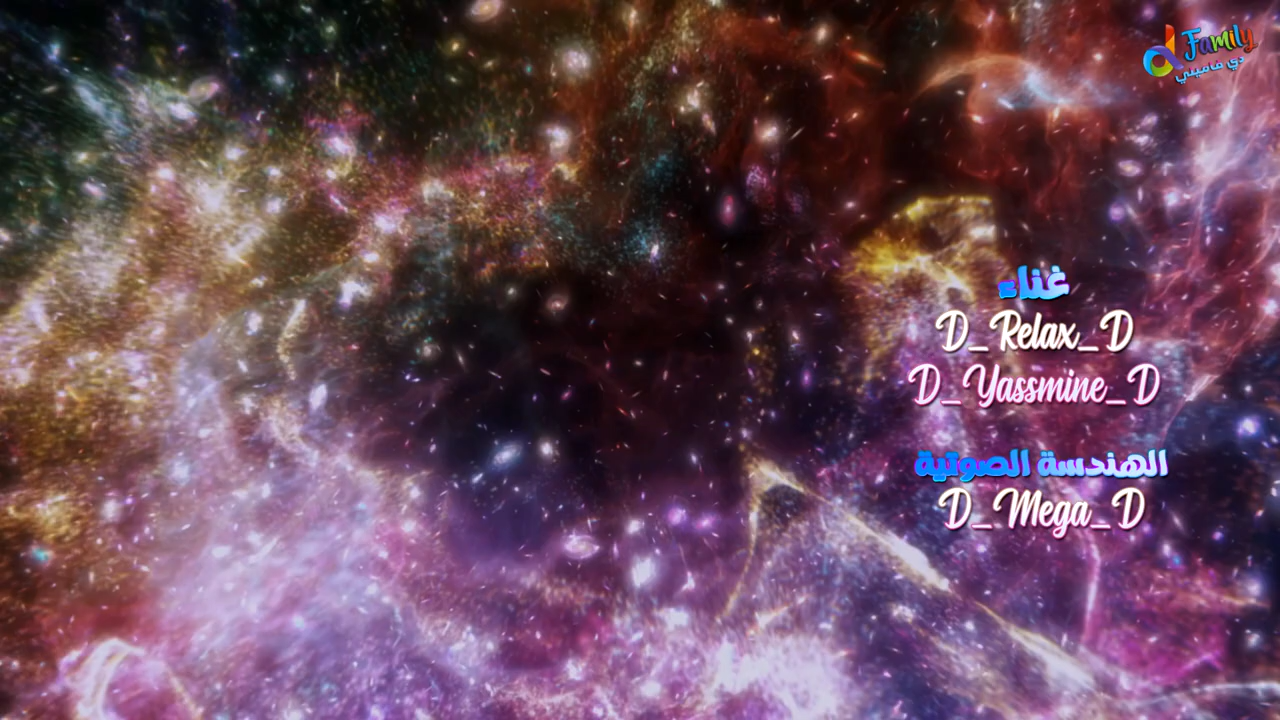 d Family
دي فاميلي
غناء
D_Relax_D
D_Yassmine_D
الهندسة الصوتية
D_Mega_D